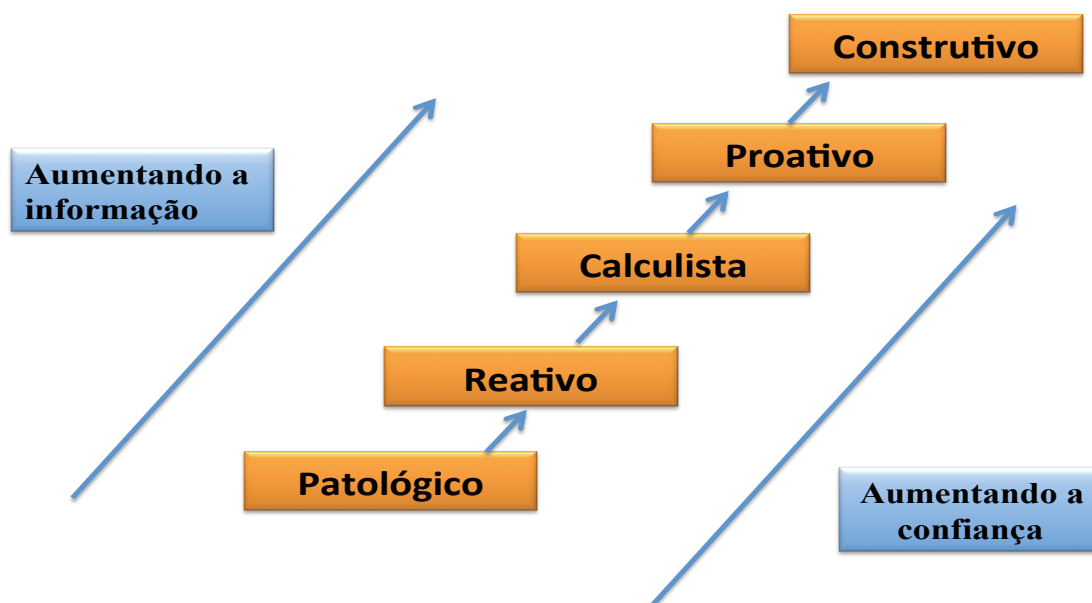 Construtivo
Proativo
Aumentando a
informação
Calculista
Reativo
Patológico
Aumentando a
confiança